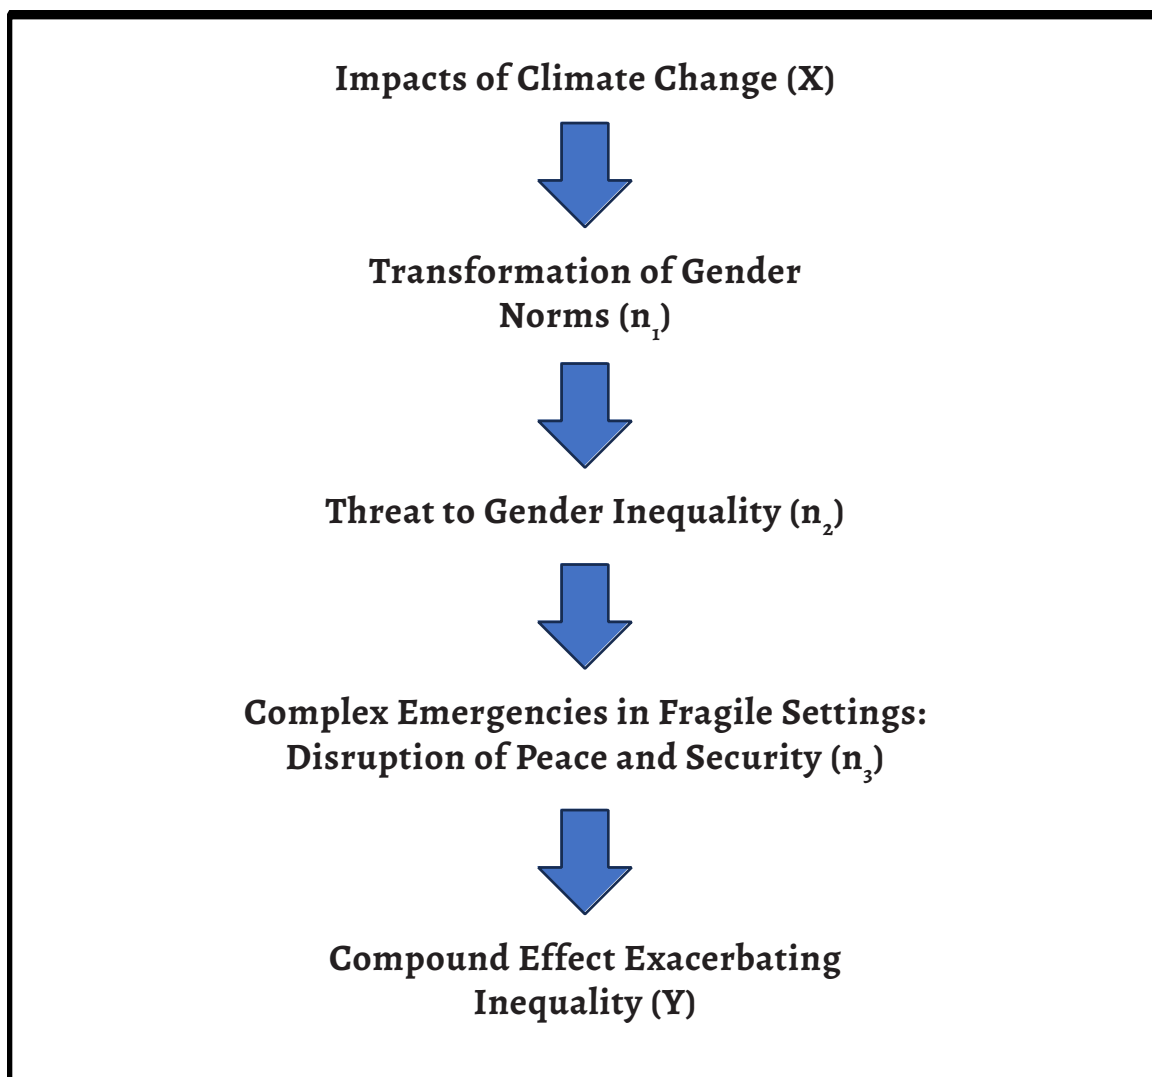 Impacts of Climate Change (X)
Transformation of Gender
Norms (n₁)
Threat to Gender Inequality (n₂)
Complex Emergencies in Fragile Settings:
Disruption of Peace and Security (n₃)
Compound Effect Exacerbating
Inequality (Y)